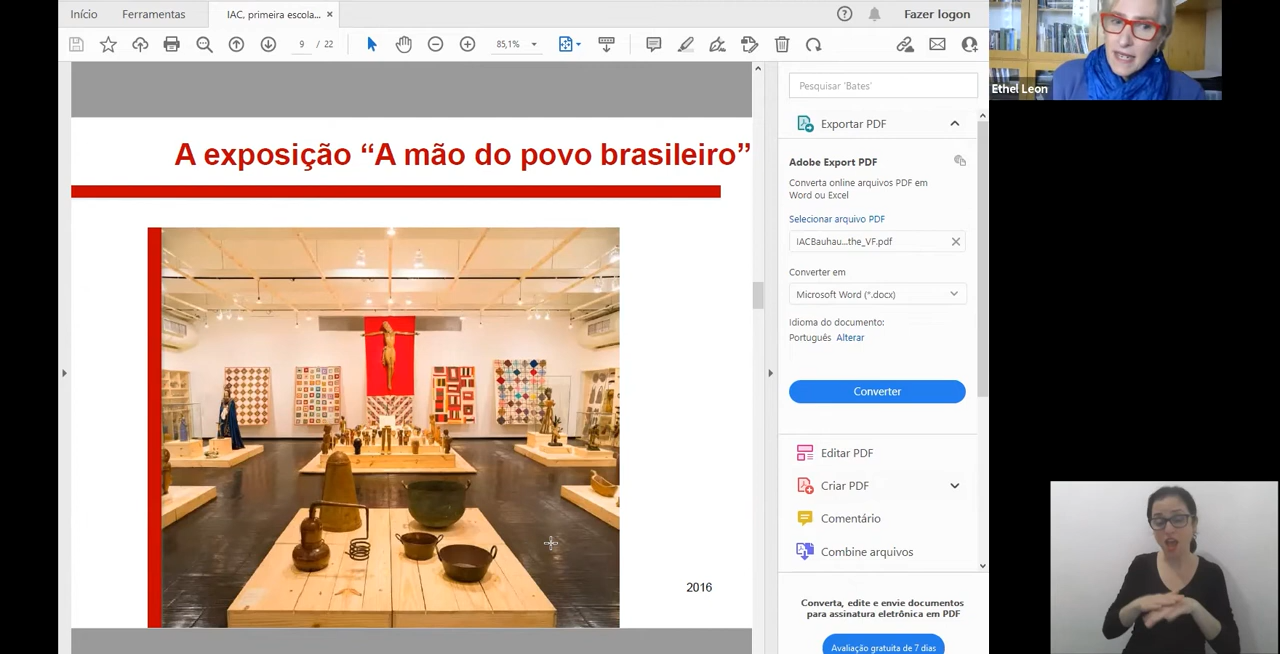 Início
Ferramentas
IAC, primeira escola... ×
Fazer logon
9 / 22
85,1%
A exposição “A mão do povo brasileiro”
2016
Pesquisar 'Bates'
Exportar PDF
Adobe Export PDF
Converta online arquivos PDF em
Word ou Excel
Selecionar arquivo PDF
IACBauhau...the_VF.pdf
Converter em
Microsoft Word (*.docx)
Idioma do documento:
Português Alterar
Converter
Editar PDF
Criar PDF
Comentário
Combine arquivos
Converta, edite e envie documentos
para assinatura eletrônica em PDF
Avaliação gratuita de 7 dias
Ethel Leon